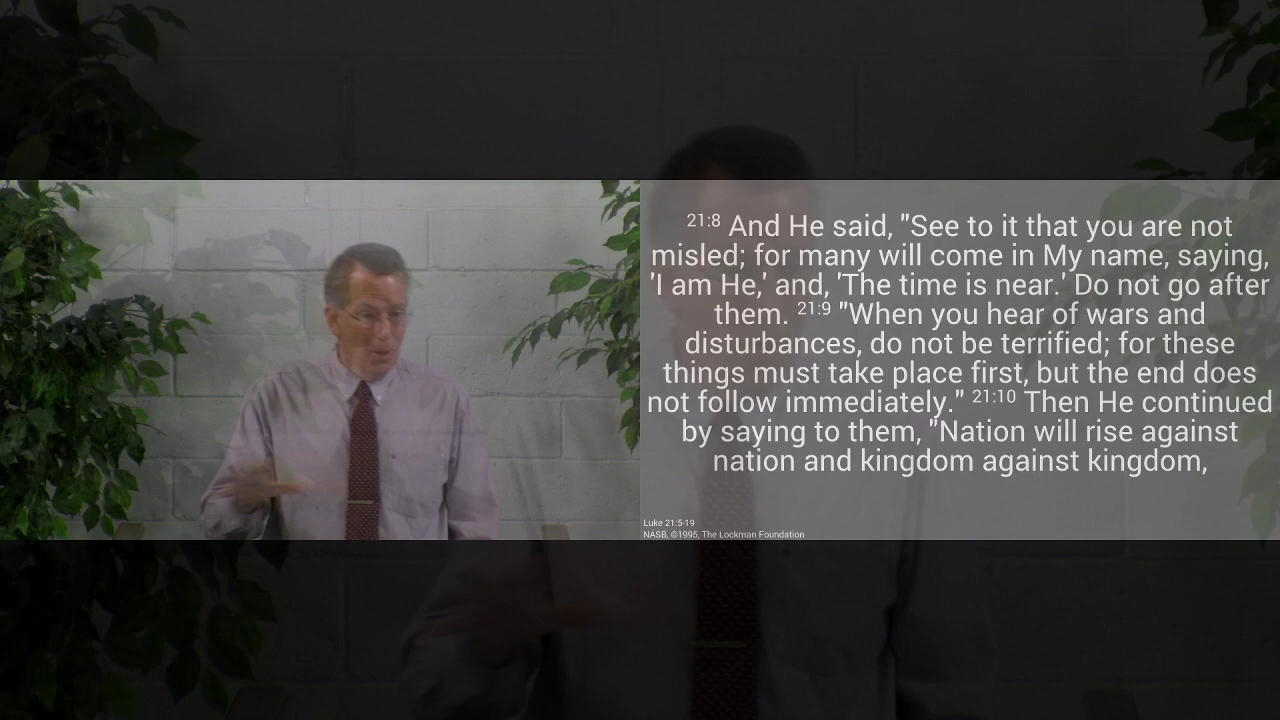 21:8 And He said, "See to it that you are not
misled; for many will come in My name, saying,
'I am He,' and, 'The time is near.' Do not go after
them. 21:9 "When you hear of wars and
disturbances, do not be terrified; for these
things must take place first, but the end does
not follow immediately." 21:10 Then He continued
by saying to them, "Nation will rise against
nation and kingdom against kingdom,
Luke 21:5-19
NASB, ©1995, The Lockman Foundation